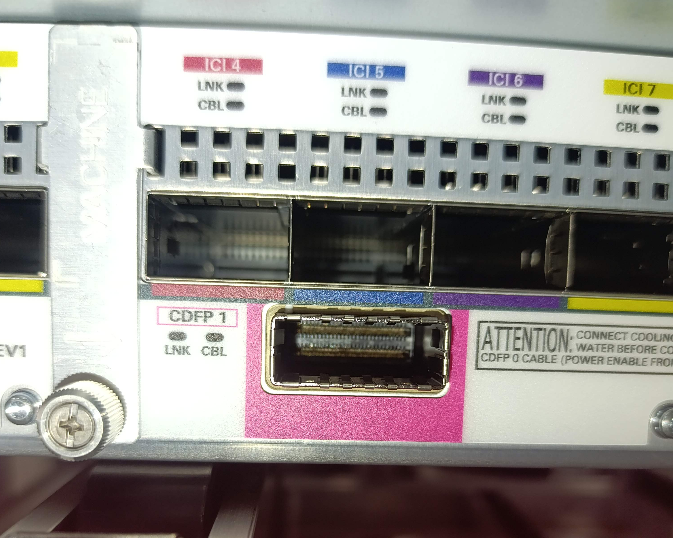 ICI 4
LNK
CBL
ICI 5
LNK
CBL
ICI 6
LNK
CBL
ICI 7
LNK
CBL
CDFP 1
LNK CBL
EV1
ATTENTION: CONNECT COOLING
WATER BEFORE CO
CDFP 0 CABLE (POWER ENABLE FROM